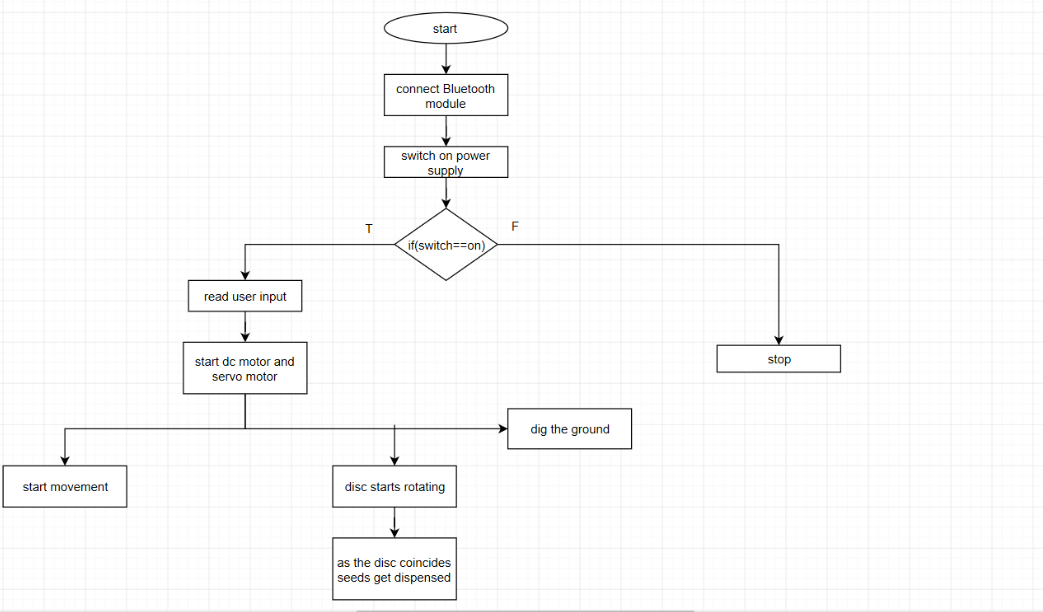 start
connect Bluetooth
module
switch on power
supply
T
F
if(switch==on)
read user input
start dc motor and
servo motor
stop
dig the ground
start movement
disc starts rotating
as the disc coincides
seeds get dispensed